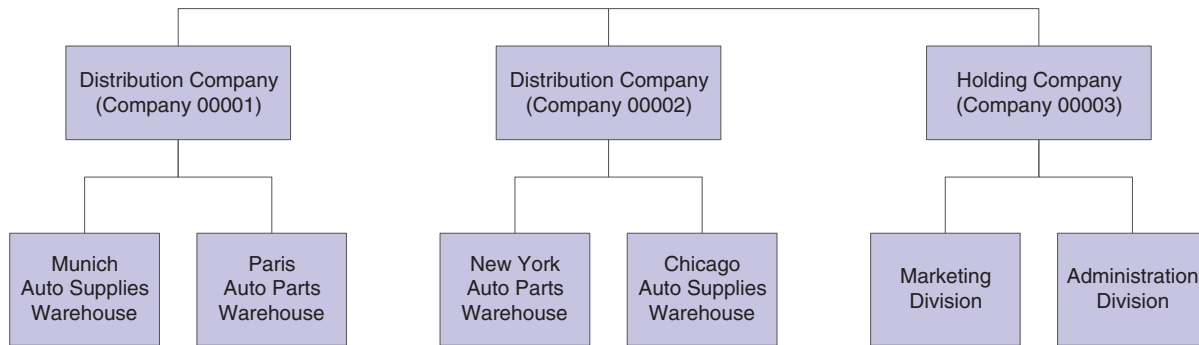 Distribution Company
(Company 00001)
Distribution Company
(Company 00002)
Holding Company
(Company 00003)
Munich
Auto Supplies
Warehouse
Paris
Auto Parts
Warehouse
New York
Auto Parts
Warehouse
Chicago
Auto Supplies
Warehouse
Marketing
Division
Administration
Division